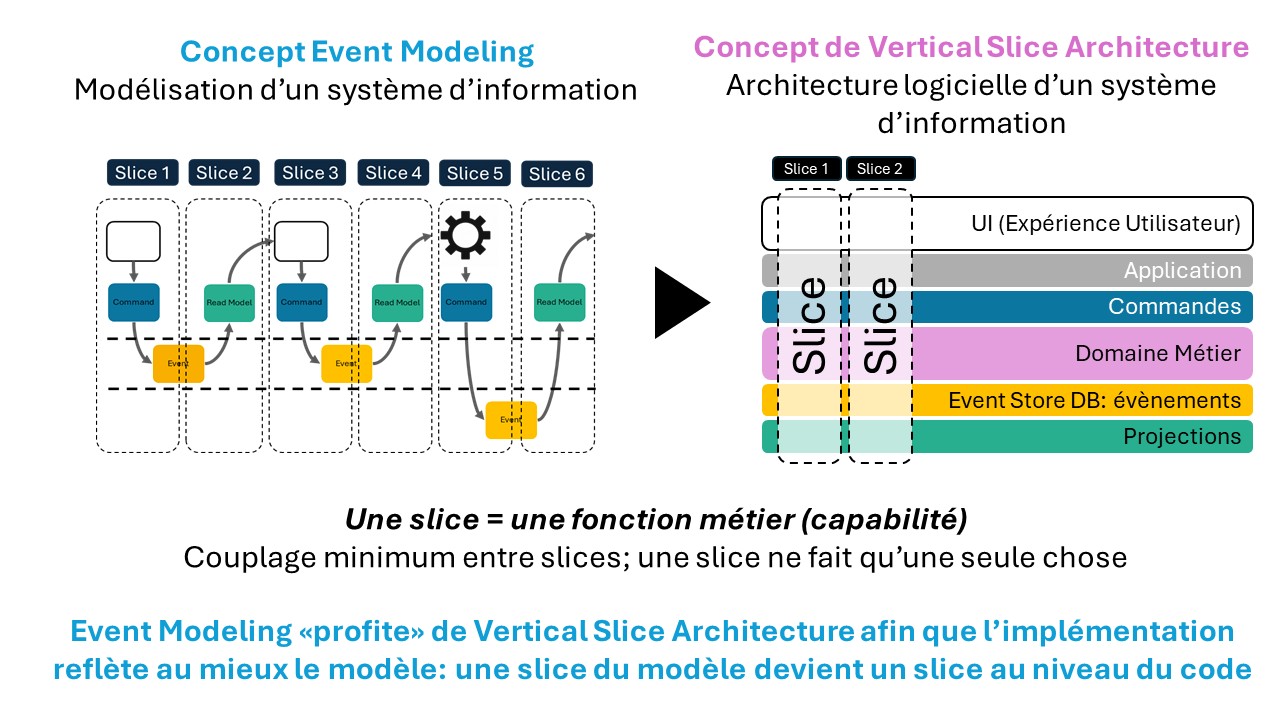 Concept Event Modeling
Modélisation d’un système d’information
Concept de Vertical Slice Architecture
Architecture logicielle d’un système
d’information
Slice 1
Slice 2
Slice 3
Slice 4
Slice 5
Slice 6
Command
Read Model
Command
Read Model
Command
Read Model
Event
Event
Event
Slice 1
Slice 2
Slice
Slice
UI (Expérience Utilisateur)
Application
Commandes
Domaine Métier
Event Store DB: évènements
Projections
Une slice = une fonction métier (capabilité)
Couplage minimum entre slices; une slice ne fait qu’une seule chose
Event Modeling «profite» de Vertical Slice Architecture afin que l’implémentation
reflète au mieux le modèle: une slice du modèle devient un slice au niveau du code